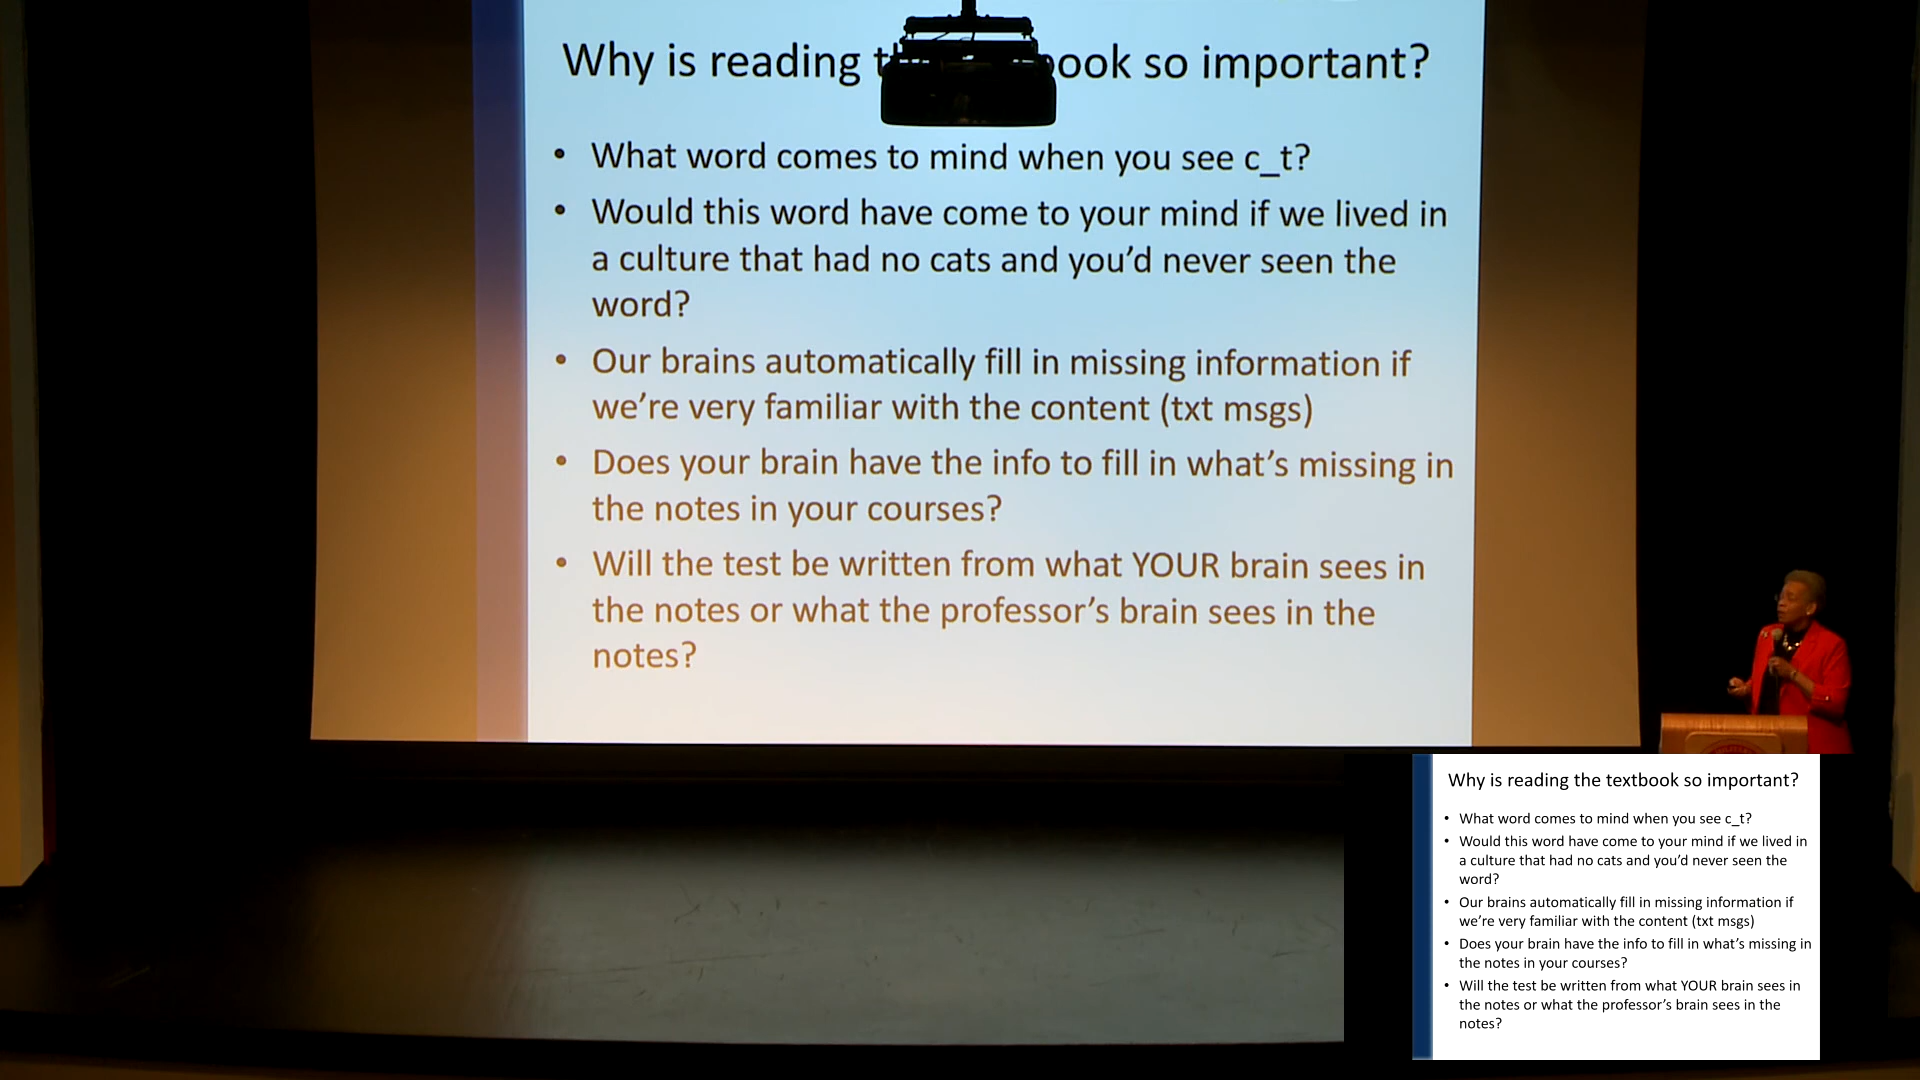 Why is reading t ook so important?
• What word comes to mind when you see c_t?
• Would this word have come to your mind if we lived in
a culture that had no cats and you’d never seen the
word?
• Our brains automatically fill in missing information if
we’re very familiar with the content (txt msgs)
• Does your brain have the info to fill in what’s missing in
the notes in your courses?
• Will the test be written from what YOUR brain sees in
the notes or what the professor’s brain sees in the
notes?
Why is reading the textbook so important?
• What word comes to mind when you see c_t?
• Would this word have come to your mind if we lived in
a culture that had no cats and you’d never seen the
word?
• Our brains automatically fill in missing information if
we’re very familiar with the content (txt msgs)
• Does your brain have the info to fill in what’s missing in
the notes in your courses?
• Will the test be written from what YOUR brain sees in
the notes or what the professor’s brain sees in the
notes?